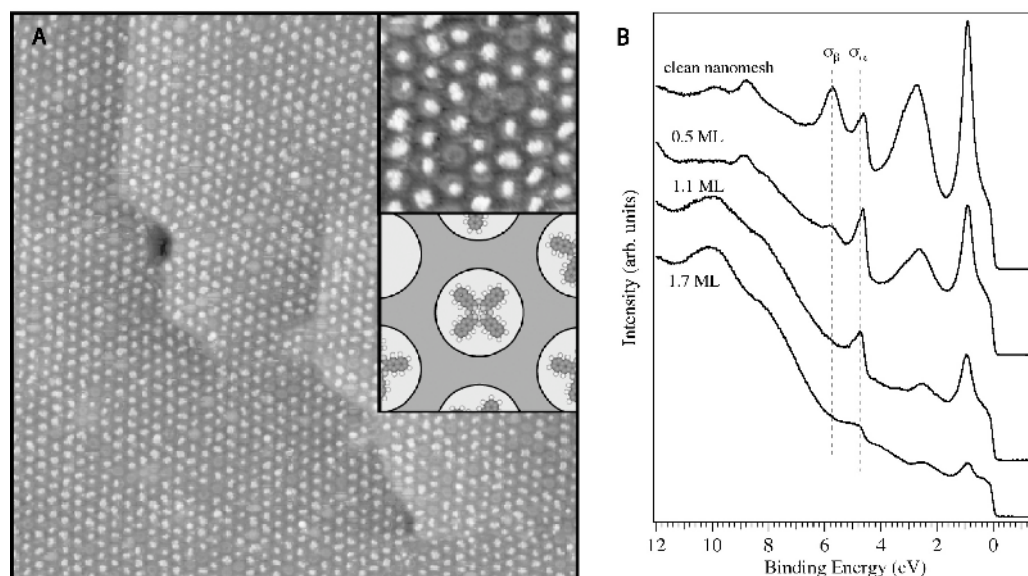 A
B
σβ σα
clean nanomesh
0.5 ML
1.1 ML
1.7 ML
Intensity (arb. units)
12 10 8 6 4 2 0
Binding Energy (eV)